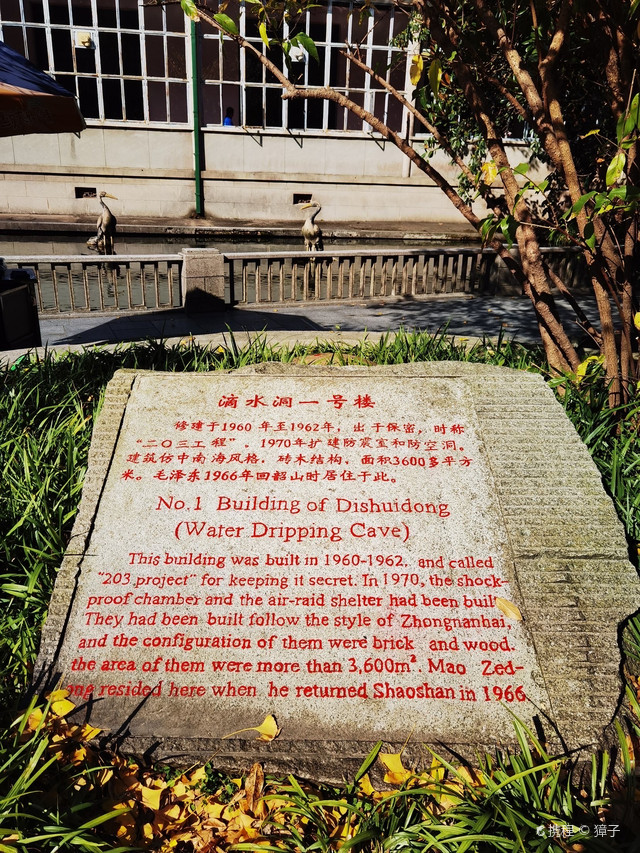 滴水洞一号楼
修建于1960年至1962年，出于保密，时称
“二〇三工程”。1970年扩建防震室和防空洞。
建筑仿中南海风格，砖木结构，面积3600多平方
米。毛泽东1966年回韶山时居住于此。
No.1 Building of Dishuidong
(Water Dripping Cave)
This building was built in 1960-1962, and called
"203 project" for keeping it secret. In 1970, the shock-
proof chamber and the air-raid shelter had been built
They had been built follow the style of Zhongnanhai,
and the configuration of them were brick and wood.
the area of them were more than 3,600m². Mao Zed-
ong resided here when he returned Shaoshan in 1966
携程 © 獐子